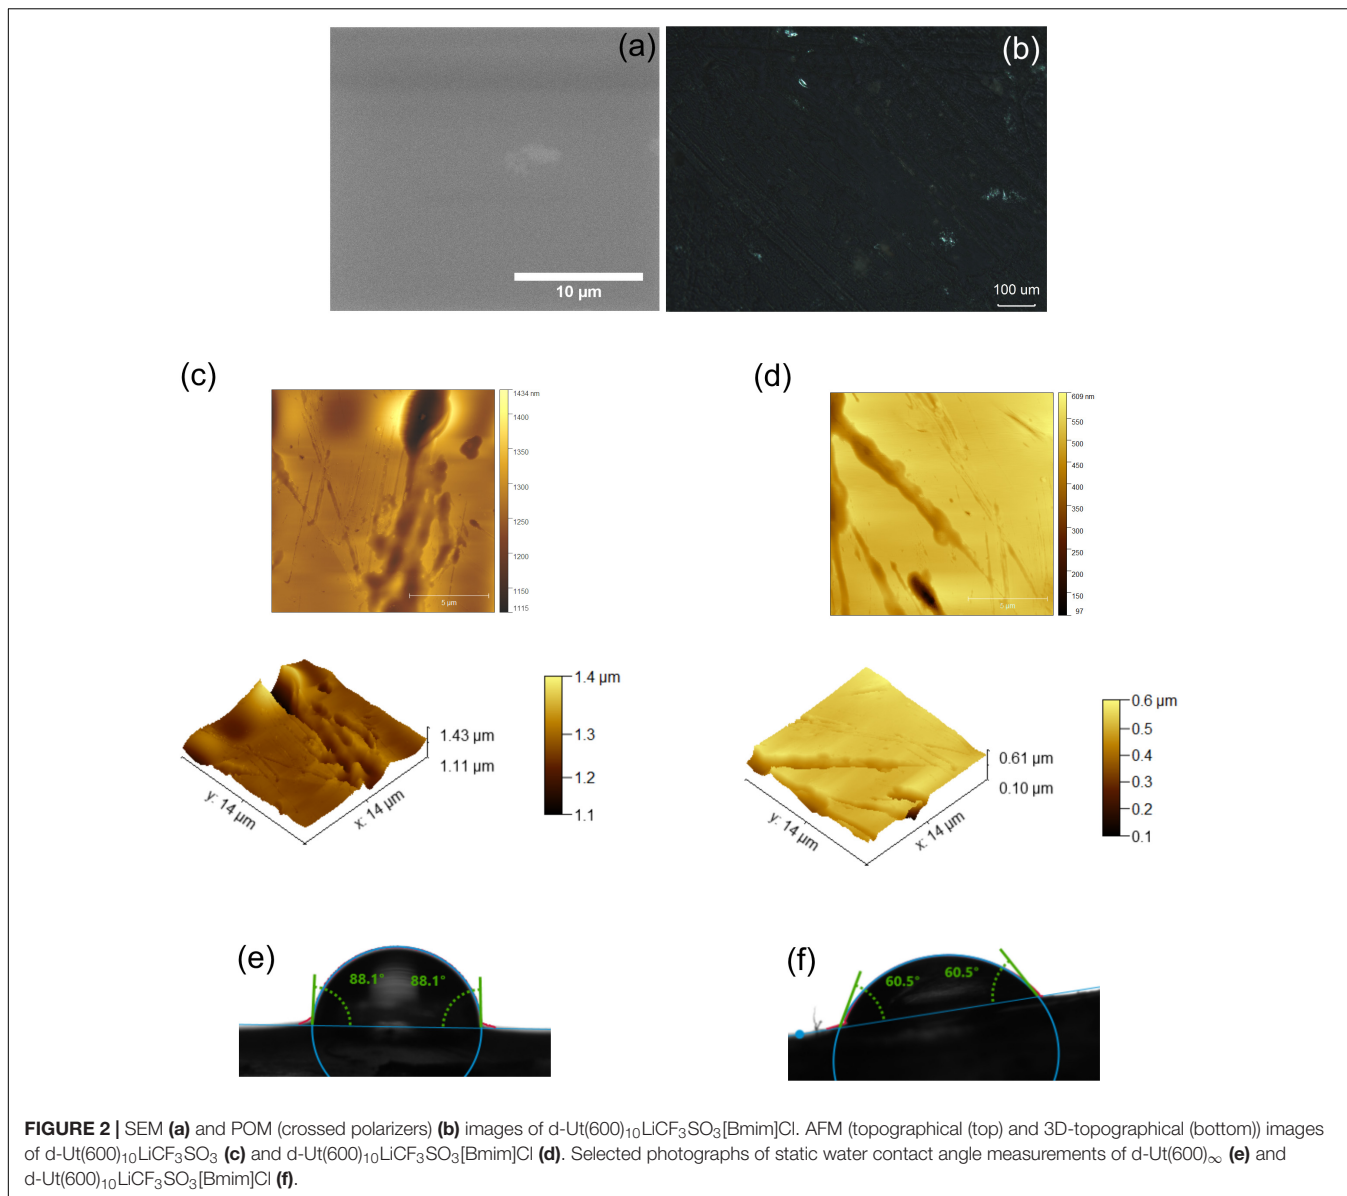 (a)
10 µm
(b)
100 um
(c)
1434 nm
1400
1350
1300
1250
1200
1150
1115
5 µm
(d)
609 nm
550
500
450
400
350
300
250
200
150
97
5 µm
1.43 µm
1.11 µm
y: 14 µm
x: 14 µm
1.4 µm
1.3
1.2
1.1
0.61 µm
0.10 µm
y: 14 µm
x: 14 µm
0.6 µm
0.5
0.4
0.3
0.2
0.1
(e)
88.1° 88.1°
(f)
60.5° 60.5°
FIGURE 2 | SEM (a) and POM (crossed polarizers) (b) images of d-Ut(600)₁₀LiCF₃SO₃[Bmim]Cl. AFM (topographical (top) and 3D-topographical (bottom)) images
of d-Ut(600)₁₀LiCF₃SO₃ (c) and d-Ut(600)₁₀LiCF₃SO₃[Bmim]Cl (d). Selected photographs of static water contact angle measurements of d-Ut(600)∞ (e) and
d-Ut(600)₁₀LiCF₃SO₃[Bmim]Cl (f).